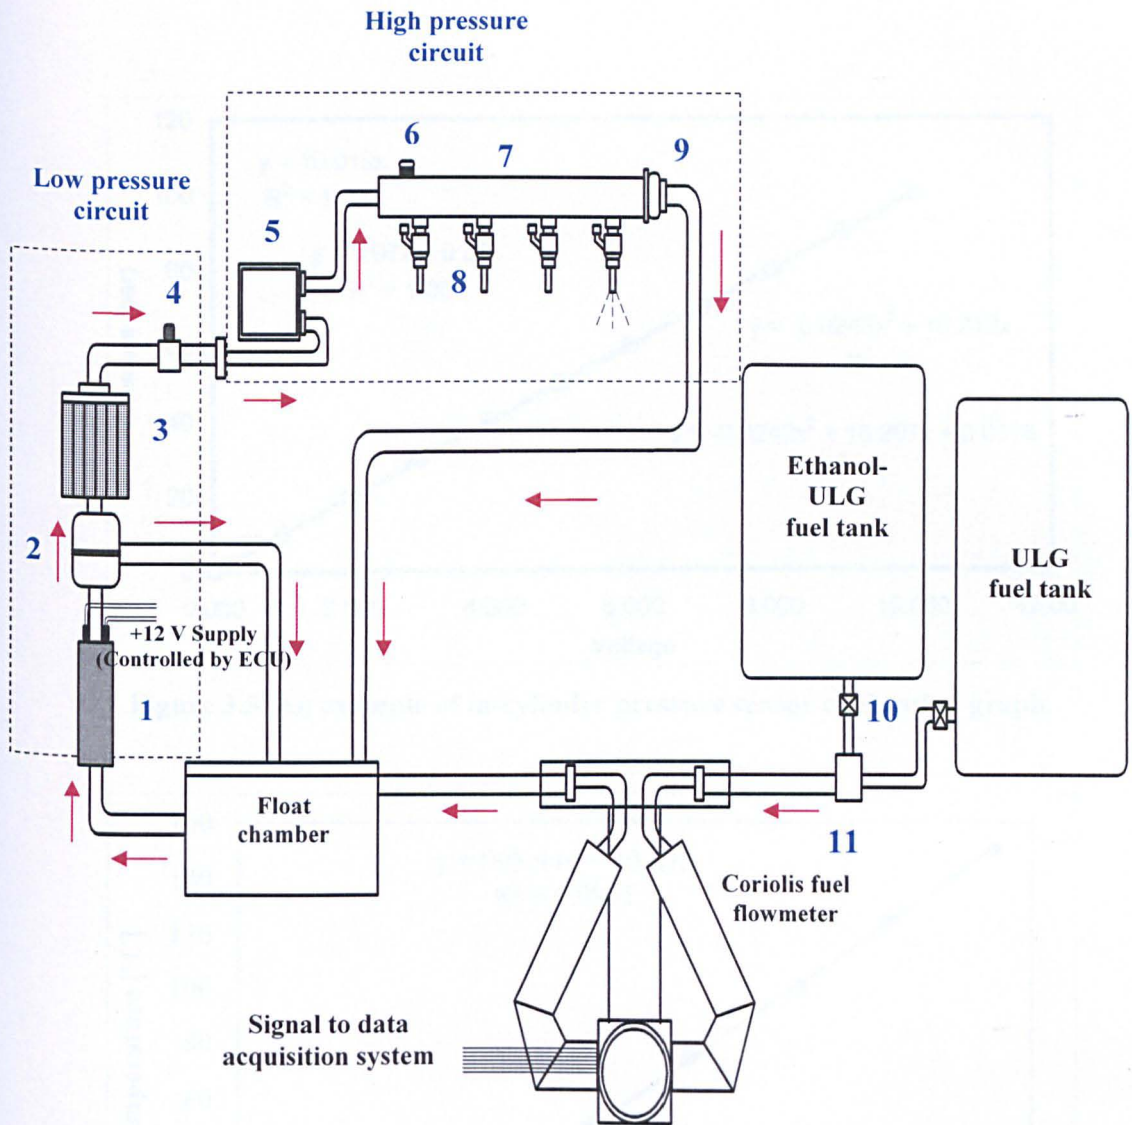 High pressure
circuit
6
7
9
Low pressure
circuit
5
4
8
3
Ethanol-
ULG
fuel tank
ULG
fuel tank
2
+12 V Supply
(Controlled by ECU)
1
10
Float
chamber
11
Coriolis fuel
flowmeter
Signal to data
acquisition system